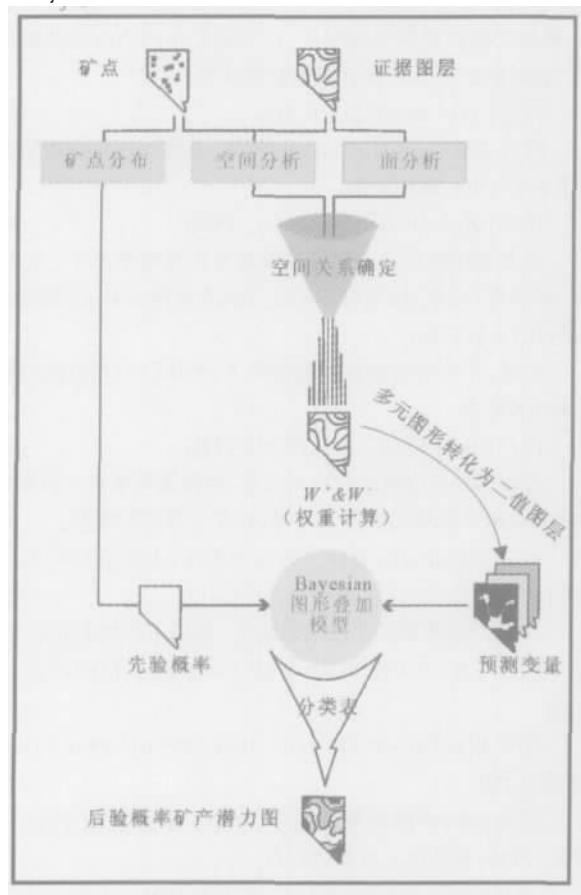 矿点
证据图层
矿点分布
空间分析
面分析
空间关系确定
多元图形转化为二值图层
W⁺&W⁻
(权重计算)
Bayesian
图形叠加
模型
先验概率
预测变量
分类表
后验概率矿产潜力图